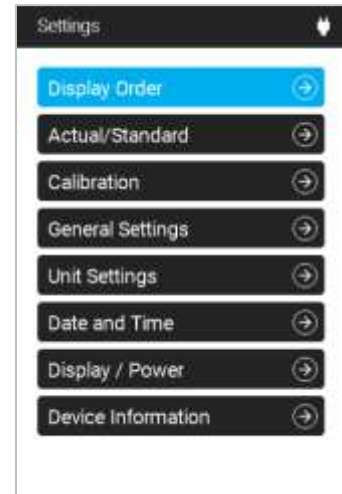 Settings
Display Order
Actual/Standard
Calibration
General Settings
Unit Settings
Date and Time
Display / Power
Device Information